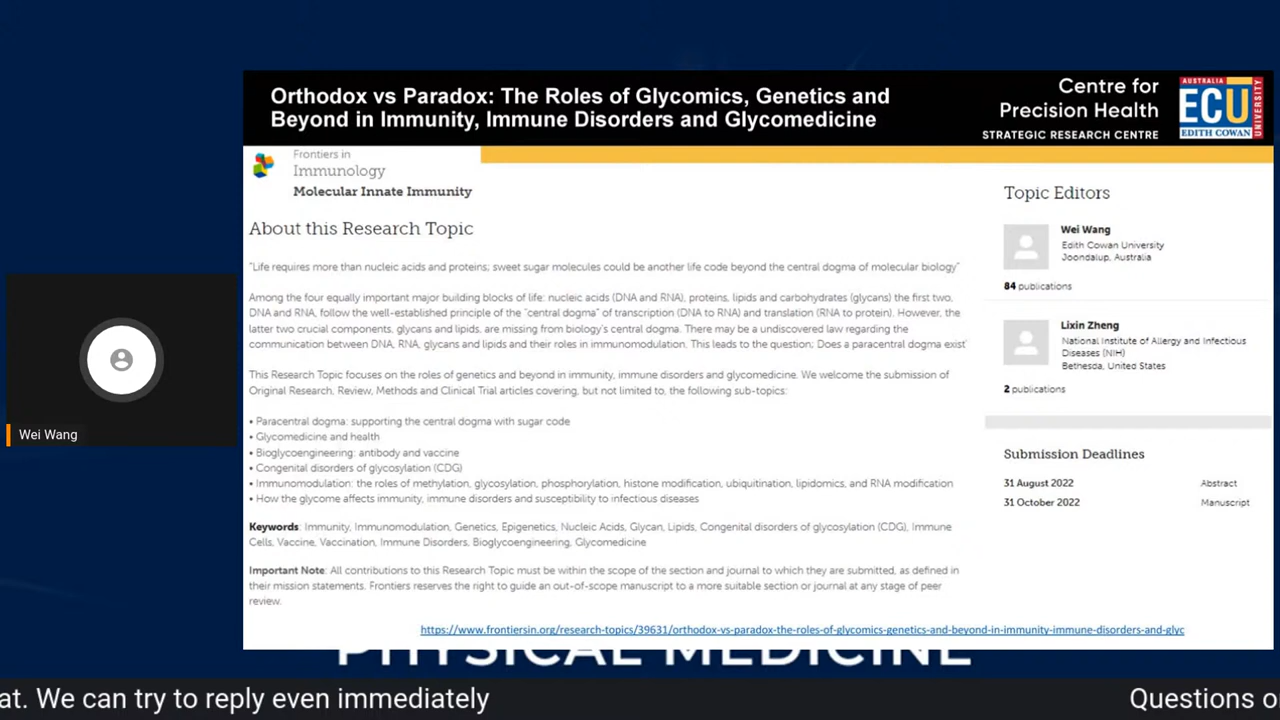 Orthodox vs Paradox: The Roles of Glycomics, Genetics and
Beyond in Immunity, Immune Disorders and Glycomedicine
Centre for
Precision Health
STRATEGIC RESEARCH CENTRE
AUSTRALIA
ECU
EDITH COWAN
UNIVERSITY
Frontiers in
Immunology
Molecular Innate Immunity
About this Research Topic
"Life requires more than nucleic acids and proteins; sweet sugar molecules could be another life code beyond the central dogma of molecular biology"
Among the four equally important major building blocks of life: nucleic acids (DNA and RNA), proteins, lipids and carbohydrates (glycans) the first two,
DNA and RNA, follow the well-established principle of the "central dogma" of transcription (DNA to RNA) and translation (RNA to protein). However, the
latter two crucial components, glycans and lipids, are missing from biology's central dogma. There may be a undiscovered law regarding the
communication between DNA, RNA, glycans and lipids and their roles in immunomodulation. This leads to the question; Does a paracentral dogma exist'
This Research Topic focuses on the roles of genetics and beyond in immunity, immune disorders and glycomedicine. We welcome the submission of
Original Research, Review, Methods and Clinical Trial articles covering, but not limited to, the following sub-topics:
• Paracentral dogma: supporting the central dogma with sugar code
• Glycomedicine and health
• Bioglycoengineering: antibody and vaccine
• Congenital disorders of glycosylation (CDG)
• Immunomodulation: the roles of methylation, glycosylation, phosphorylation, histone modification, ubiquitination, lipidomics, and RNA modification
• How the glycome affects immunity, immune disorders and susceptibility to infectious diseases
Keywords: Immunity, Immunomodulation, Genetics, Epigenetics, Nucleic Acids, Glycan, Lipids, Congenital disorders of glycosylation (CDG), Immune
Cells, Vaccine, Vaccination, Immune Disorders, Bioglycoengineering, Glycomedicine
Important Note: All contributions to this Research Topic must be within the scope of the section and journal to which they are submitted, as defined in
their mission statements. Frontiers reserves the right to guide an out-of-scope manuscript to a more suitable section or journal at any stage of peer
review.
https://www.frontiersin.org/research-topics/39631/orthodox-vs-paradox-the-roles-of-glycomics-genetics-and-beyond-in-immunity-immune-disorders-and-glyc
Topic Editors
Wei Wang
Edith Cowan University
Joondalup, Australia
84 publications
Lixin Zheng
National Institute of Allergy and Infectious
Diseases (NIH)
Bethesda, United States
2 publications
Submission Deadlines
31 August 2022 Abstract
31 October 2022 Manuscript
Wei Wang
PHYSICAL MEDICINE
at. We can try to reply even immediately
Questions o